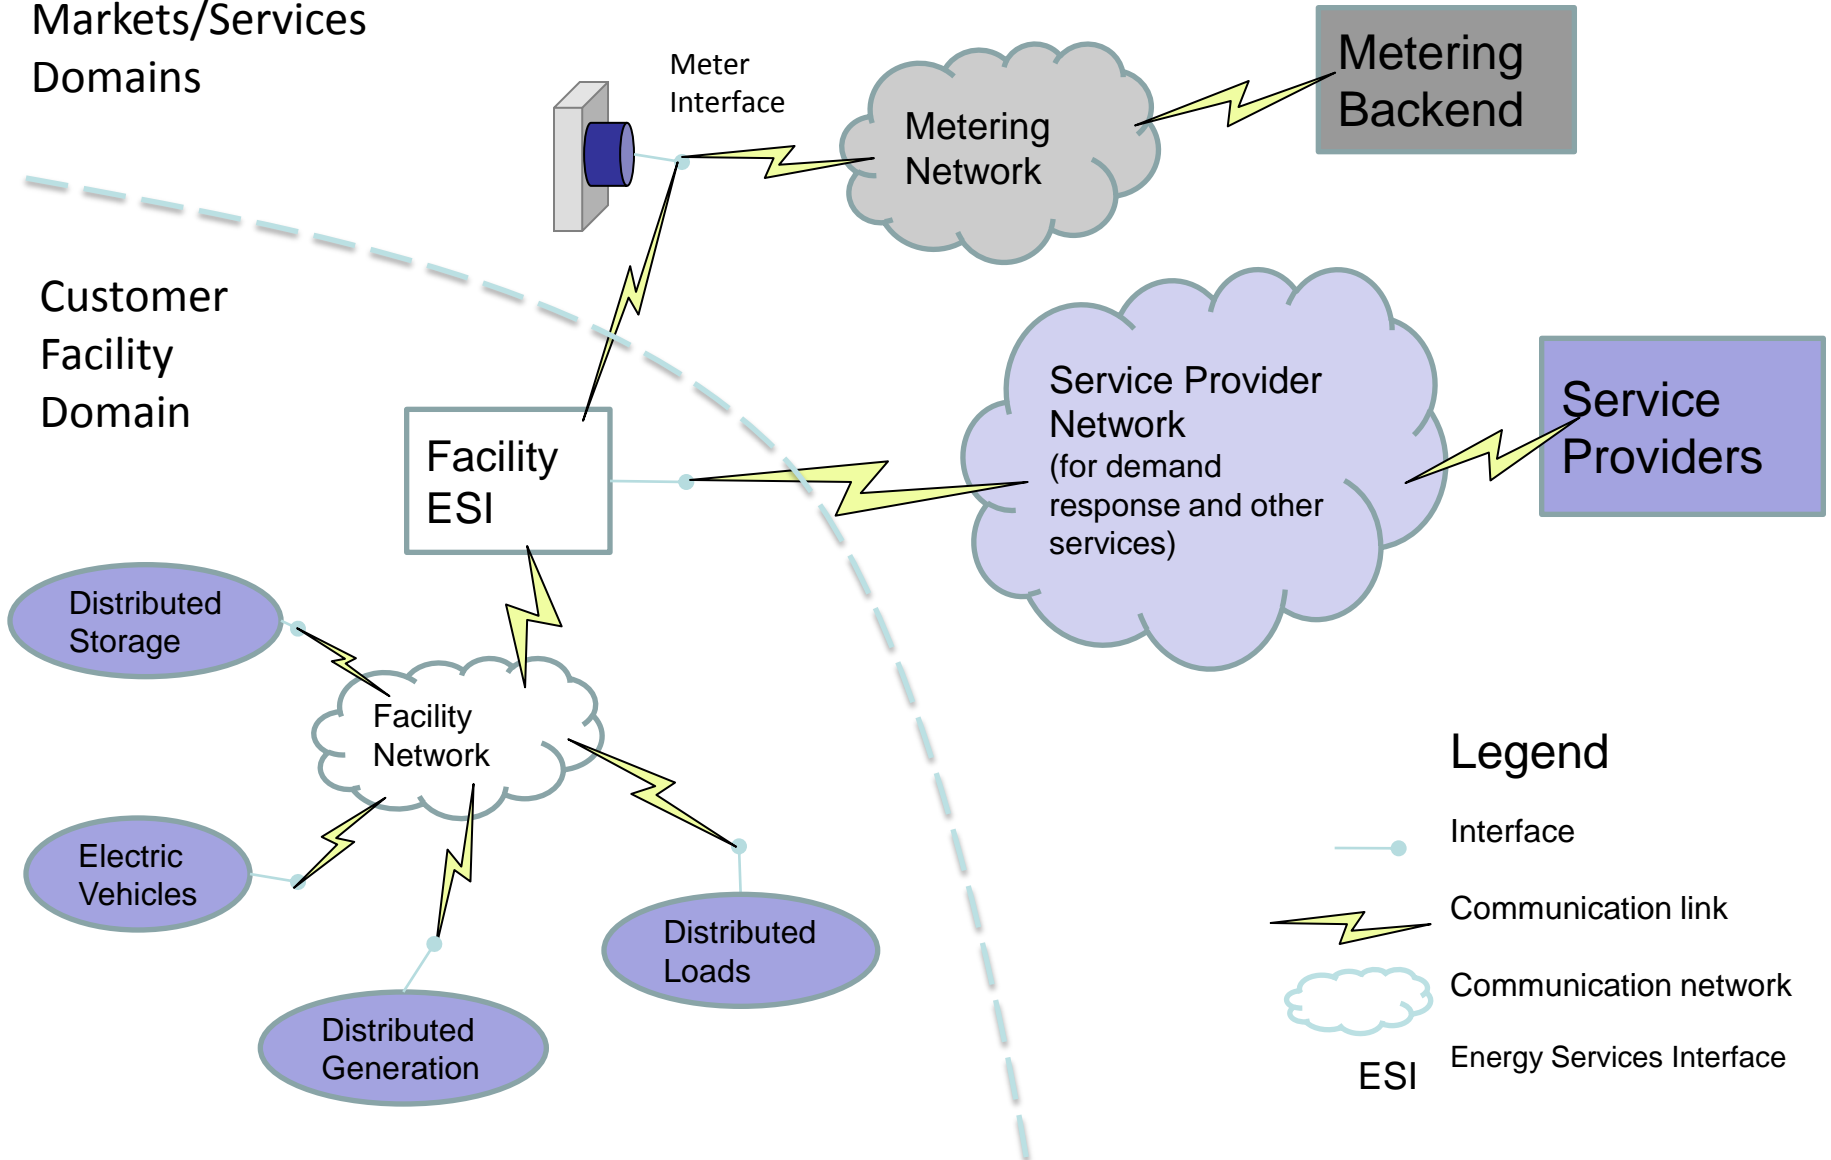 Markets/Services
Domains
Meter
Interface
Metering
Network
Metering
Backend
Customer
Facility
Domain
Facility
ESI
Service Provider
Network
(for demand
response and other
services)
Service
Providers
Distributed
Storage
Facility
Network
Electric
Vehicles
Distributed
Loads
Distributed
Generation
Legend
Interface
Communication link
Communication network
ESI Energy Services Interface